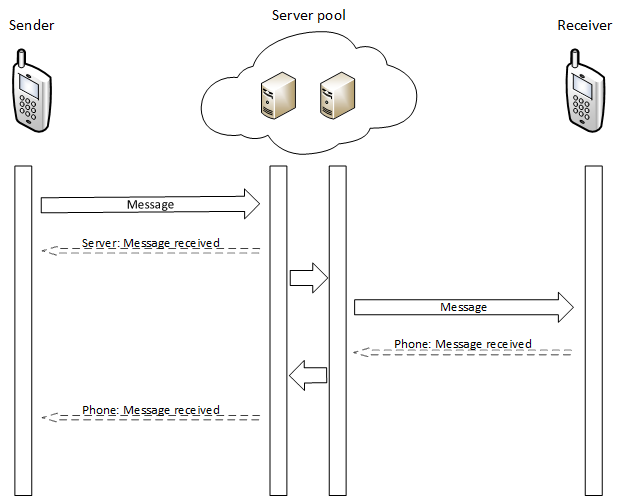 Sender
Server pool
Receiver
Message
Server: Message received
Message
Phone: Message received
Phone: Message received